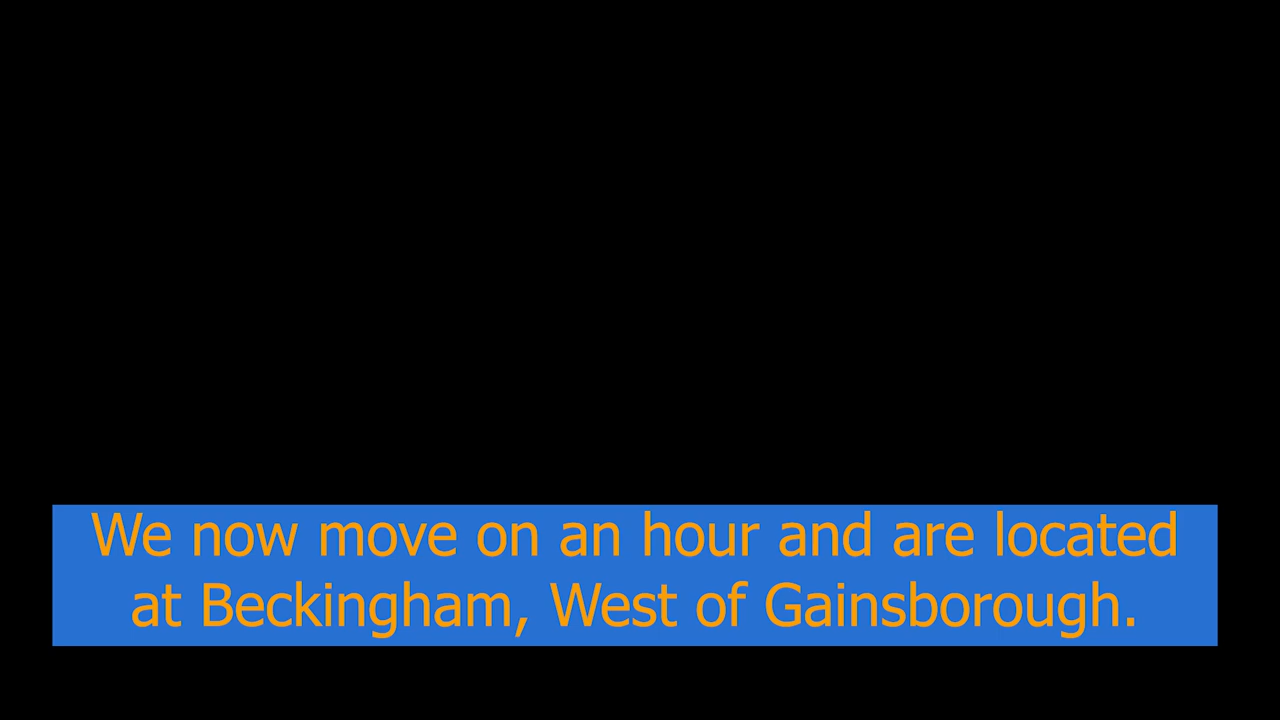 We now move on an hour and are located
at Beckingham, West of Gainsborough.